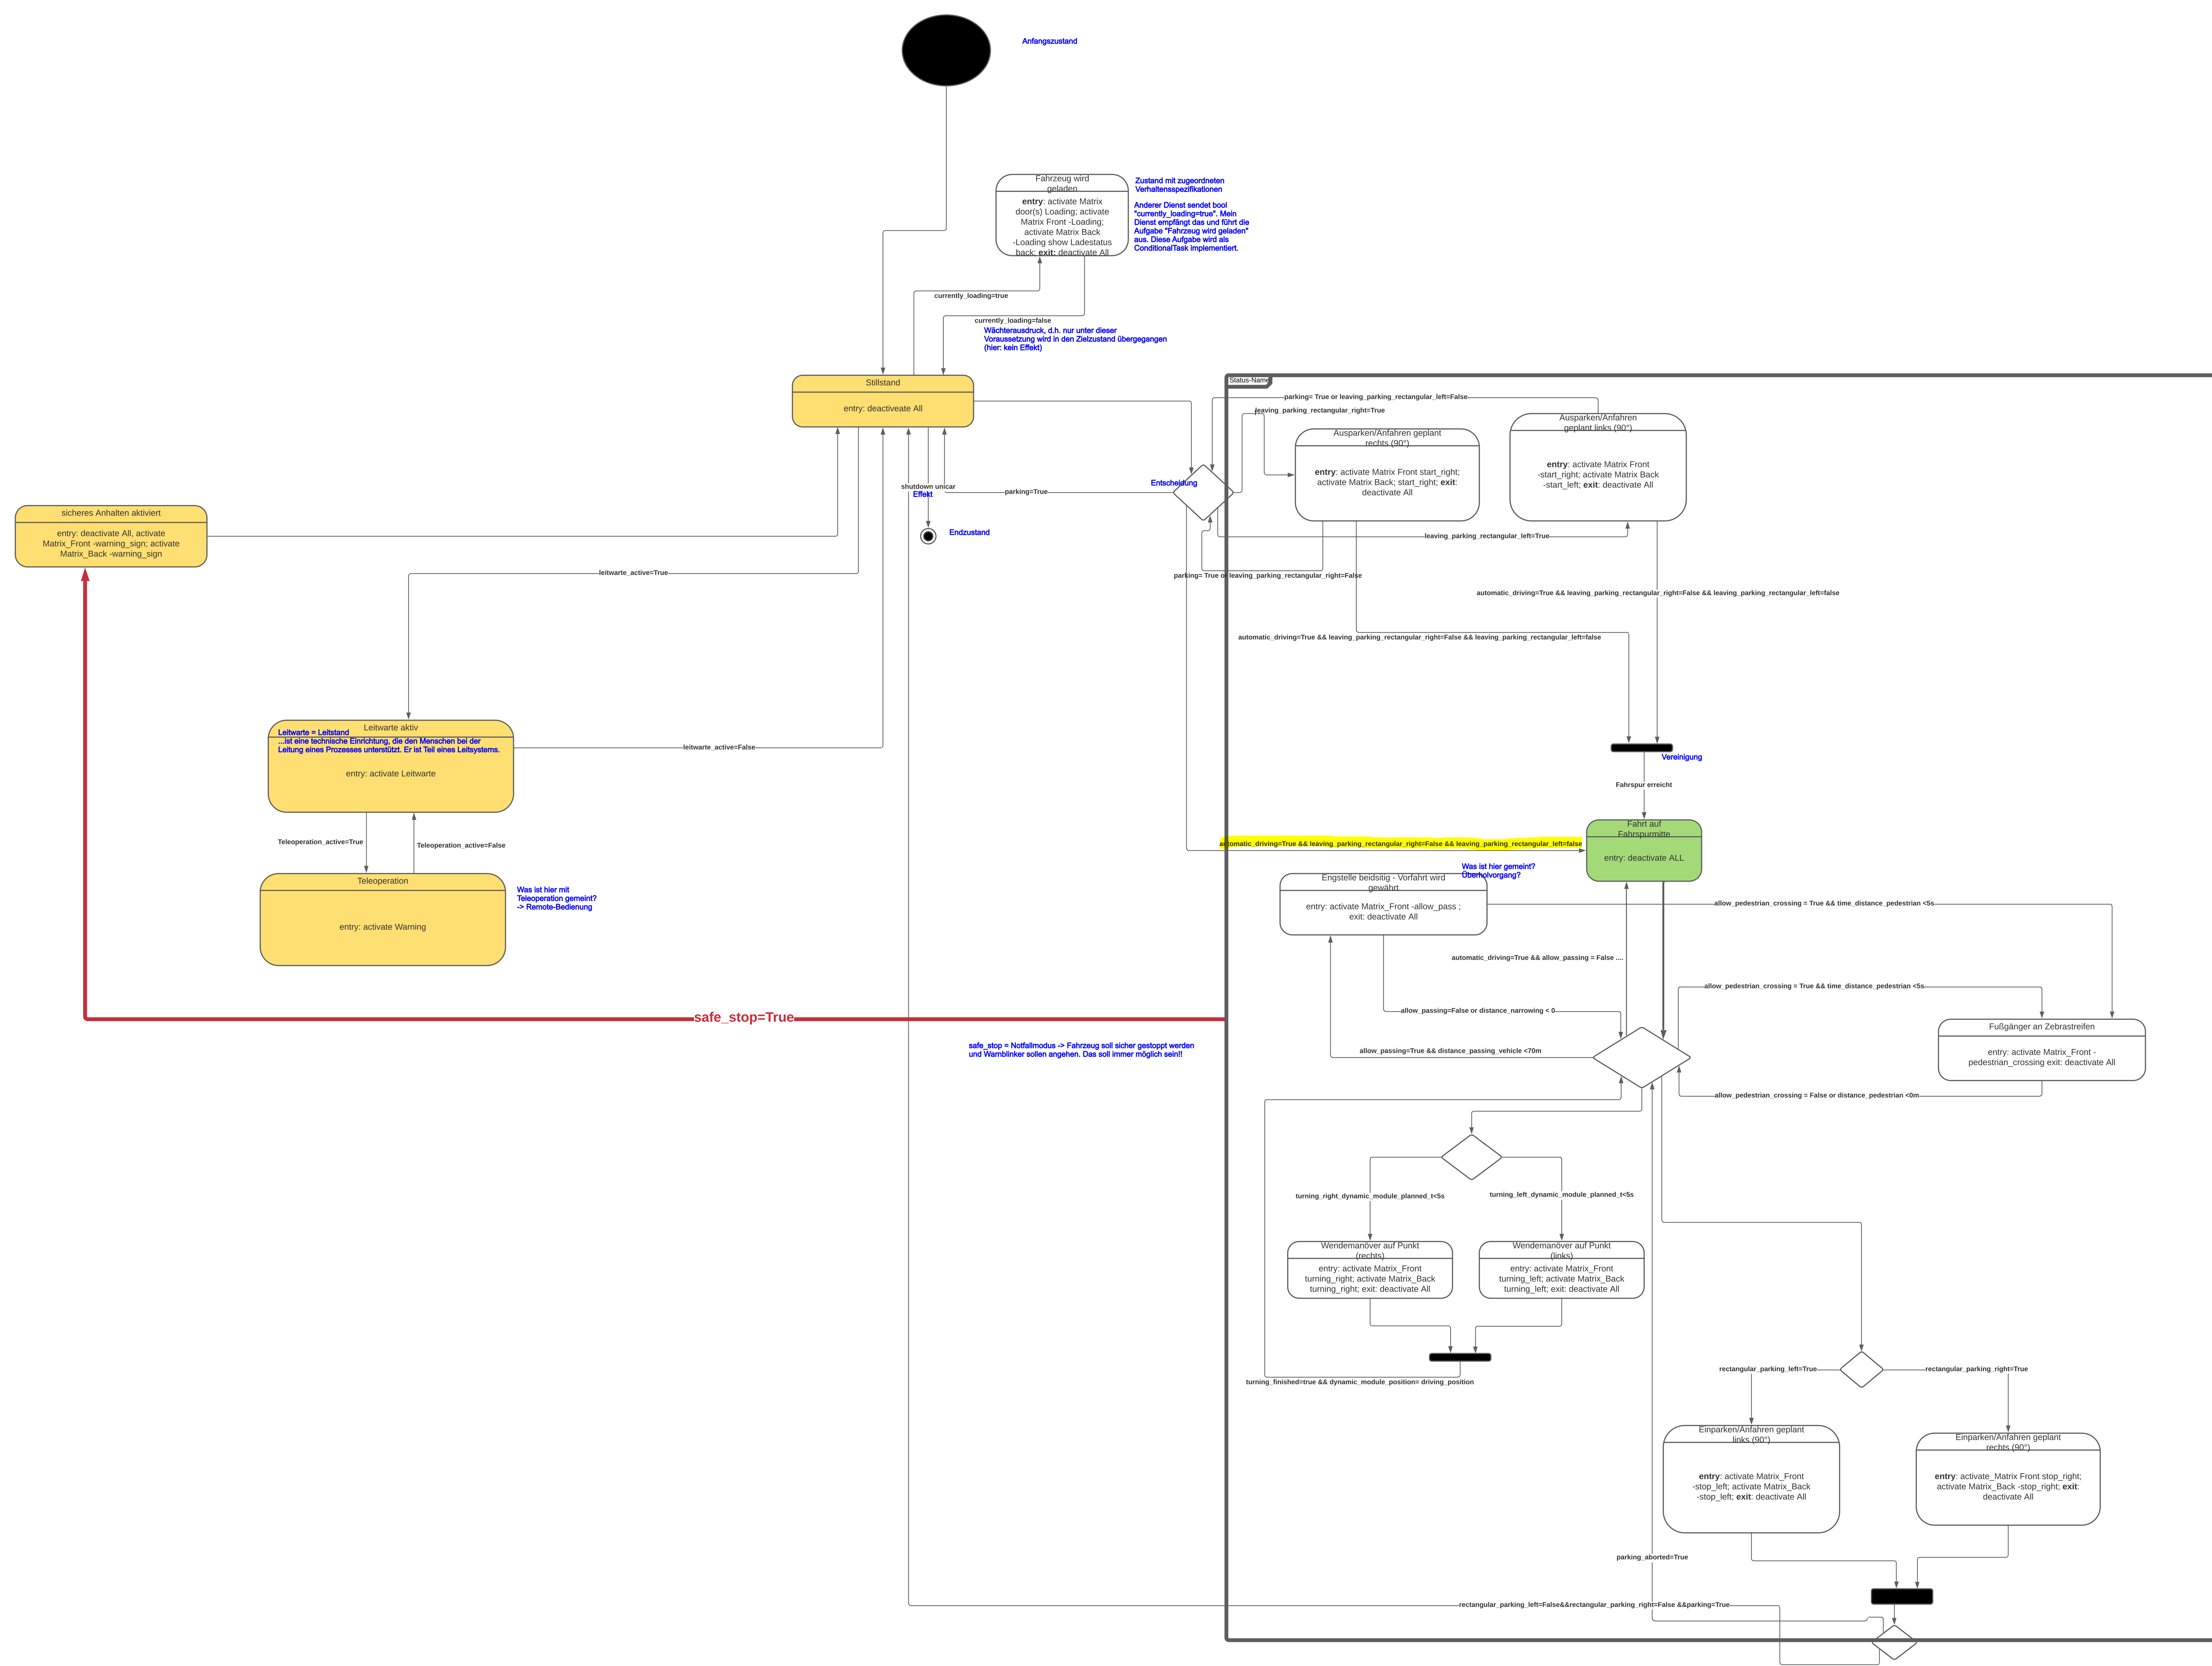 Anfangszustand
Fahrzeug wird
geladen
entry: activate Matrix
door(s) Loading; activate
Matrix Front -Loading;
activate Matrix Back
-Loading show Ladestatus
back; exit: deactivate All
Zustand mit zugeordneten
Verhaltensspezifikationen
Anderer Dienst sendet bool
"currently_loading=true". Mein
Dienst empfängt das und führt die
Aufgabe "Fahrzeug wird geladen"
aus. Diese Aufgabe wird als
ConditionalTask implementiert.
currently_loading=true
currently_loading=false
Wächterausdruck, d.h. nur unter dieser
Voraussetzung wird in den Zielzustand übergegangen
(hier: kein Effekt)
Stillstand
entry: deactiveate All
Status-Name
parking= True or leaving_parking_rectangular_left=False
leaving_parking_rectangular_right=True
Ausparken/Anfahren geplant
rechts (90°)
entry: activate Matrix Front start_right;
activate Matrix Back; start_right; exit:
deactivate All
Ausparken/Anfahren
geplant links (90°)
entry: activate Matrix Front
-start_right; activate Matrix Back
-start_left; exit: deactivate All
Entscheidung
parking=True
shutdown unicar
Effekt
Endzustand
leaving_parking_rectangular_left=True
parking= True or leaving_parking_rectangular_right=False
sicheres Anhalten aktiviert
entry: deactivate All, activate
Matrix_Front -warning_sign; activate
Matrix_Back -warning_sign
leitwarte_active=True
automatic_driving=True && leaving_parking_rectangular_right=False && leaving_parking_rectangular_left=false
automatic_driving=True && leaving_parking_rectangular_right=False && leaving_parking_rectangular_left=false
Leitwarte aktiv
Leitwarte = Leitstand
...ist eine technische Einrichtung, die den Menschen bei der
Leitung eines Prozesses unterstützt. Er ist Teil eines Leitsystems.
entry: activate Leitwarte
leitwarte_active=False
Vereinigung
Fahrspur erreicht
Fahrt auf
Fahrspurmitte
entry: deactivate ALL
automatic_driving=True && leaving_parking_rectangular_right=False && leaving_parking_rectangular_left=false
Was ist hier gemeint?
Überholvorgang?
Teleoperation_active=True
Teleoperation_active=False
Teleoperation
entry: activate Warning
Was ist hier mit
Teleoperation gemeint?
-> Remote-Bedienung
Engstelle beidsitig - Vorfahrt wird
gewährt
entry: activate Matrix_Front -allow_pass ;
exit: deactivate All
allow_pedestrian_crossing = True && time_distance_pedestrian <5s
automatic_driving=True && allow_passing = False ....
allow_pedestrian_crossing = True && time_distance_pedestrian <5s
allow_passing=False or distance_narrowing < 0
safe_stop=True
Fußgänger an Zebrastreifen
entry: activate Matrix_Front -
pedestrian_crossing exit: deactivate All
safe_stop = Notfallmodus -> Fahrzeug soll sicher gestoppt werden
und Warnblinker sollen angehen. Das soll immer möglich sein!!
allow_passing=True && distance_passing_vehicle <70m
allow_pedestrian_crossing = False or distance_pedestrian <0m
turning_right_dynamic_module_planned_t<5s
turning_left_dynamic_module_planned_t<5s
Wendemanöver auf Punkt
(rechts)
entry: activate Matrix_Front
turning_right; activate Matrix_Back
turning_right; exit: deactivate All
Wendemanöver auf Punkt
(links)
entry: activate Matrix_Front
turning_left; activate Matrix_Back
turning_left; exit: deactivate All
turning_finished=true && dynamic_module_position= driving_position
rectangular_parking_left=True
rectangular_parking_right=True
Einparken/Anfahren geplant
links (90°)
entry: activate Matrix_Front
-stop_left; activate Matrix_Back
-stop_left; exit: deactivate All
Einparken/Anfahren geplant
rechts (90°)
entry: activate_Matrix Front stop_right;
activate Matrix_Back -stop_right; exit:
deactivate All
parking_aborted=True
rectangular_parking_left=False&&rectangular_parking_right=False &&parking=True